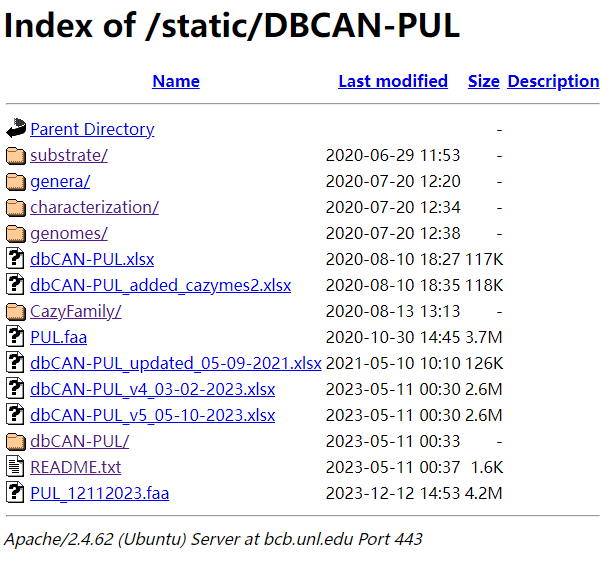 Index of /static/DBCAN-PUL
Name Last modified Size Description
Parent Directory -
substrate/ 2020-06-29 11:53 -
genera/ 2020-07-20 12:20 -
characterization/ 2020-07-20 12:34 -
genomes/ 2020-07-20 12:38 -
dbCAN-PUL.xlsx 2020-08-10 18:27 117K
dbCAN-PUL_added_cazymes2.xlsx 2020-08-10 18:35 118K
CazyFamily/ 2020-08-13 13:13 -
PUL.faa 2020-10-30 14:45 3.7M
dbCAN-PUL_updated_05-09-2021.xlsx 2021-05-10 10:10 126K
dbCAN-PUL_v4_03-02-2023.xlsx 2023-05-11 00:30 2.6M
dbCAN-PUL_v5_05-10-2023.xlsx 2023-05-11 00:30 2.6M
dbCAN-PUL/ 2023-05-11 00:33 -
README.txt 2023-05-11 00:37 1.6K
PUL_12112023.faa 2023-12-12 14:53 4.2M
Apache/2.4.62 (Ubuntu) Server at bcb.unl.edu Port 443